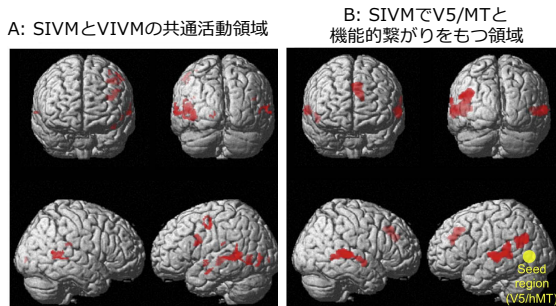 A: SIVMとVIVMの共通活動領域
B: SIVMでV5/MTと
機能的繋がりをもつ領域
Seed
region
(V5/hMT)